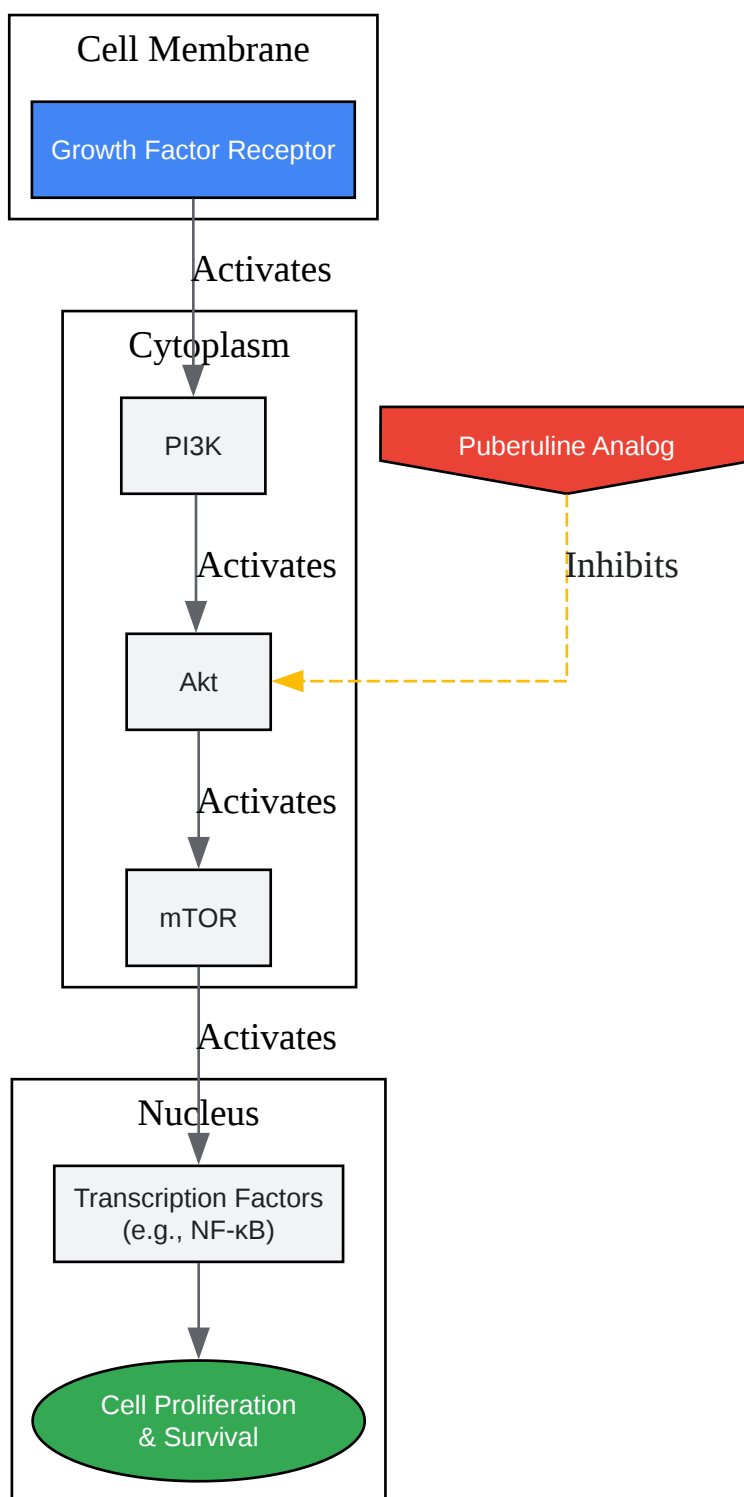 Cell Membrane
Growth Factor Receptor
Activates
Cytoplasm
PI3K
Puberuline Analog
Activates
Inhibits
Akt
Activates
mTOR
Activates
Nucleus
Transcription Factors
(e.g., NF-κB)
Cell Proliferation
& Survival